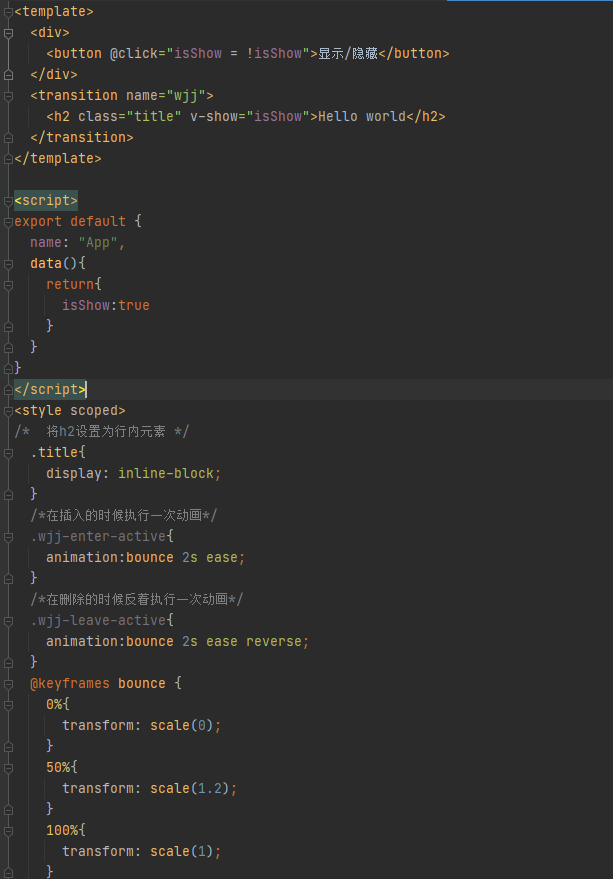 <template>
  <div>
    <button @click="isShow = !isShow">显示/隐藏</button>
  </div>
  <transition name="wjj">
    <h2 class="title" v-show="isShow">Hello world</h2>
  </transition>
</template>

<script>
export default {
  name: "App",
  data(){
    return{
      isShow:true
    }
  }
}
</script>
<style scoped>
/*  将h2设置为行内元素 */
  .title{
    display: inline-block;
  }
  /*在插入的时候执行一次动画*/
  .wjj-enter-active{
    animation:bounce 2s ease;
  }
  /*在删除的时候反着执行一次动画*/
  .wjj-leave-active{
    animation:bounce 2s ease reverse;
  }
  @keyframes bounce {
    0%{
      transform: scale(0);
    }
    50%{
      transform: scale(1.2);
    }
    100%{
      transform: scale(1);
    }